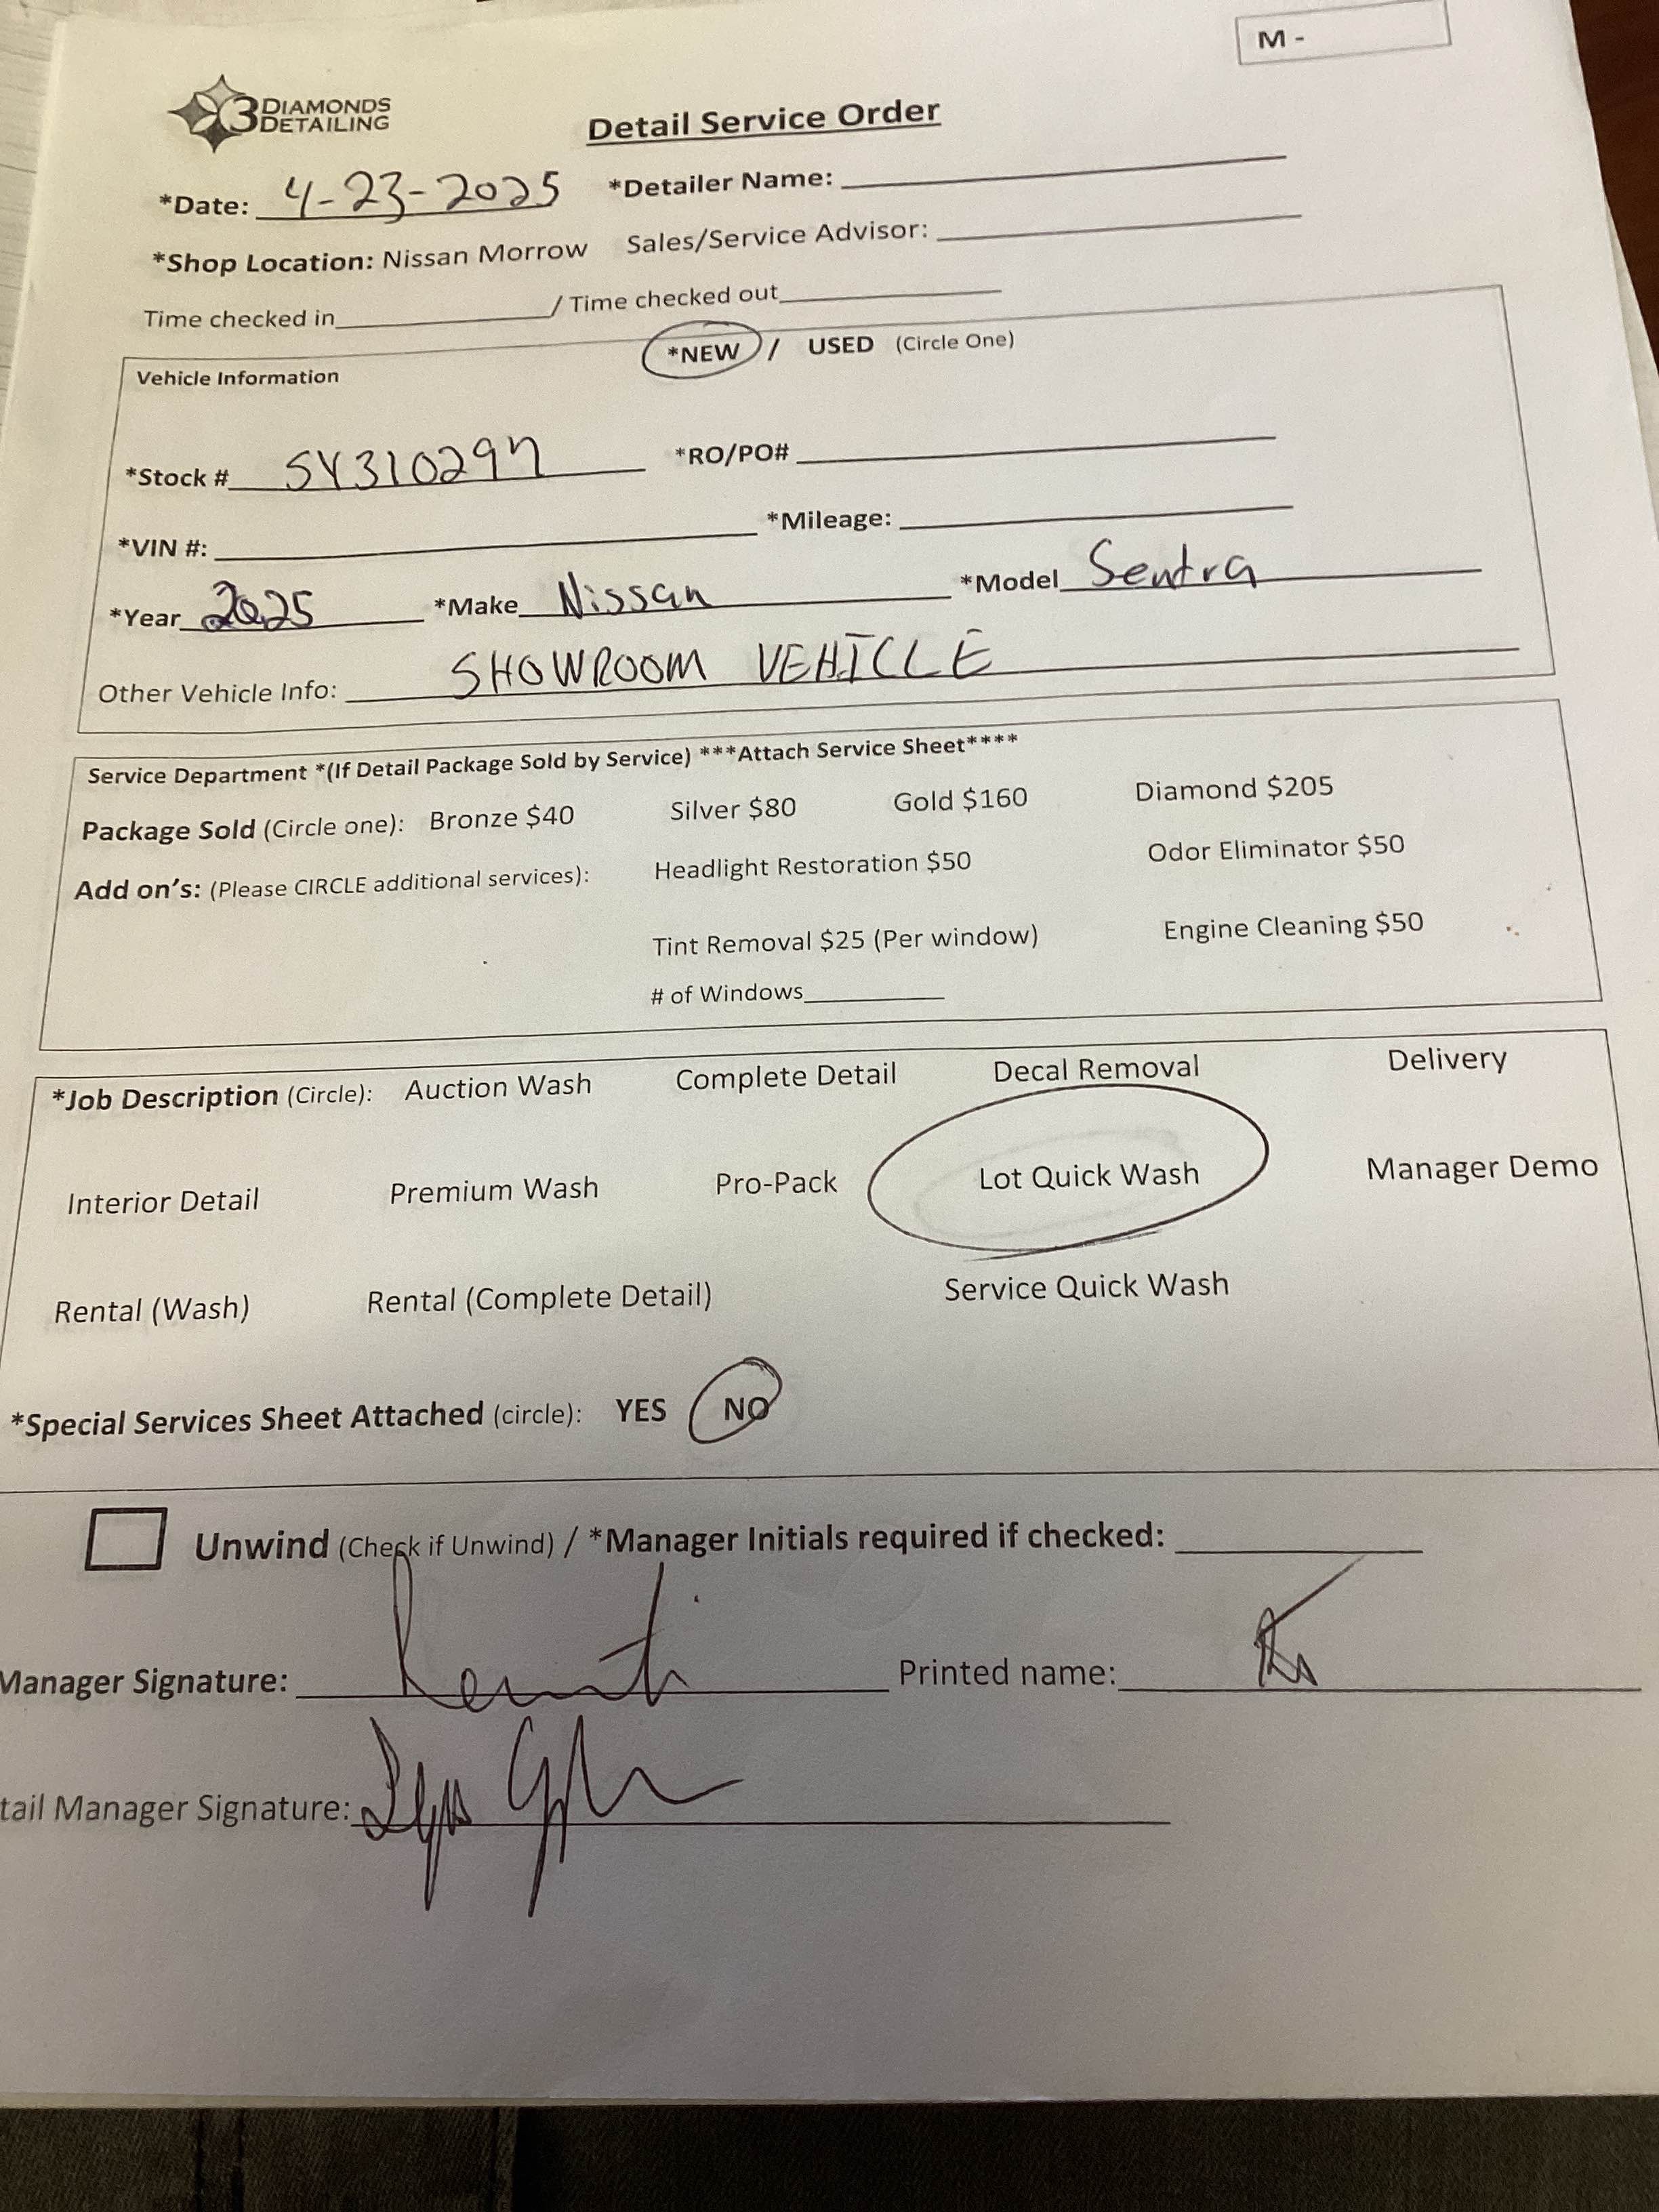 M -
3 DIAMONDS DETAILING
Detail Service Order
*Date: 4-23-2025 *Detailer Name:
*Shop Location: Nissan Morrow Sales/Service Advisor:
Time checked in / Time checked out
*NEW / USED (Circle One)
Vehicle Information
*Stock # SY310297 *RO/PO#
*VIN #: *Mileage:
*Year 2025 *Make Nissan *Model Sentra
Other Vehicle Info: SHOWROOM VEHICLE
Service Department *(If Detail Package Sold by Service) ***Attach Service Sheet****
Package Sold (Circle one): Bronze $40 Silver $80 Gold $160 Diamond $205
Add on's: (Please CIRCLE additional services): Headlight Restoration $50 Odor Eliminator $50
Tint Removal $25 (Per window) Engine Cleaning $50
# of Windows
*Job Description (Circle): Auction Wash Complete Detail Decal Removal Delivery
Interior Detail Premium Wash Pro-Pack Lot Quick Wash Manager Demo
Rental (Wash) Rental (Complete Detail) Service Quick Wash
*Special Services Sheet Attached (circle): YES NO
Unwind (Check if Unwind) / *Manager Initials required if checked:
Manager Signature: Printed name:
tail Manager Signature: